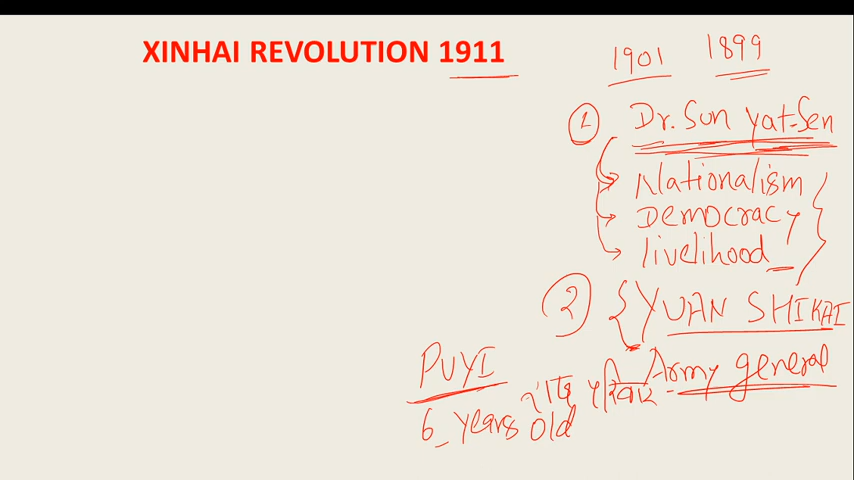 XINHAI REVOLUTION 1911
1901 1899
1 Dr. Sun Yat-Sen
Nationalism
Democracy
livelihood
2 YUAN SHIKAI
Army general
PUYI
6 years old